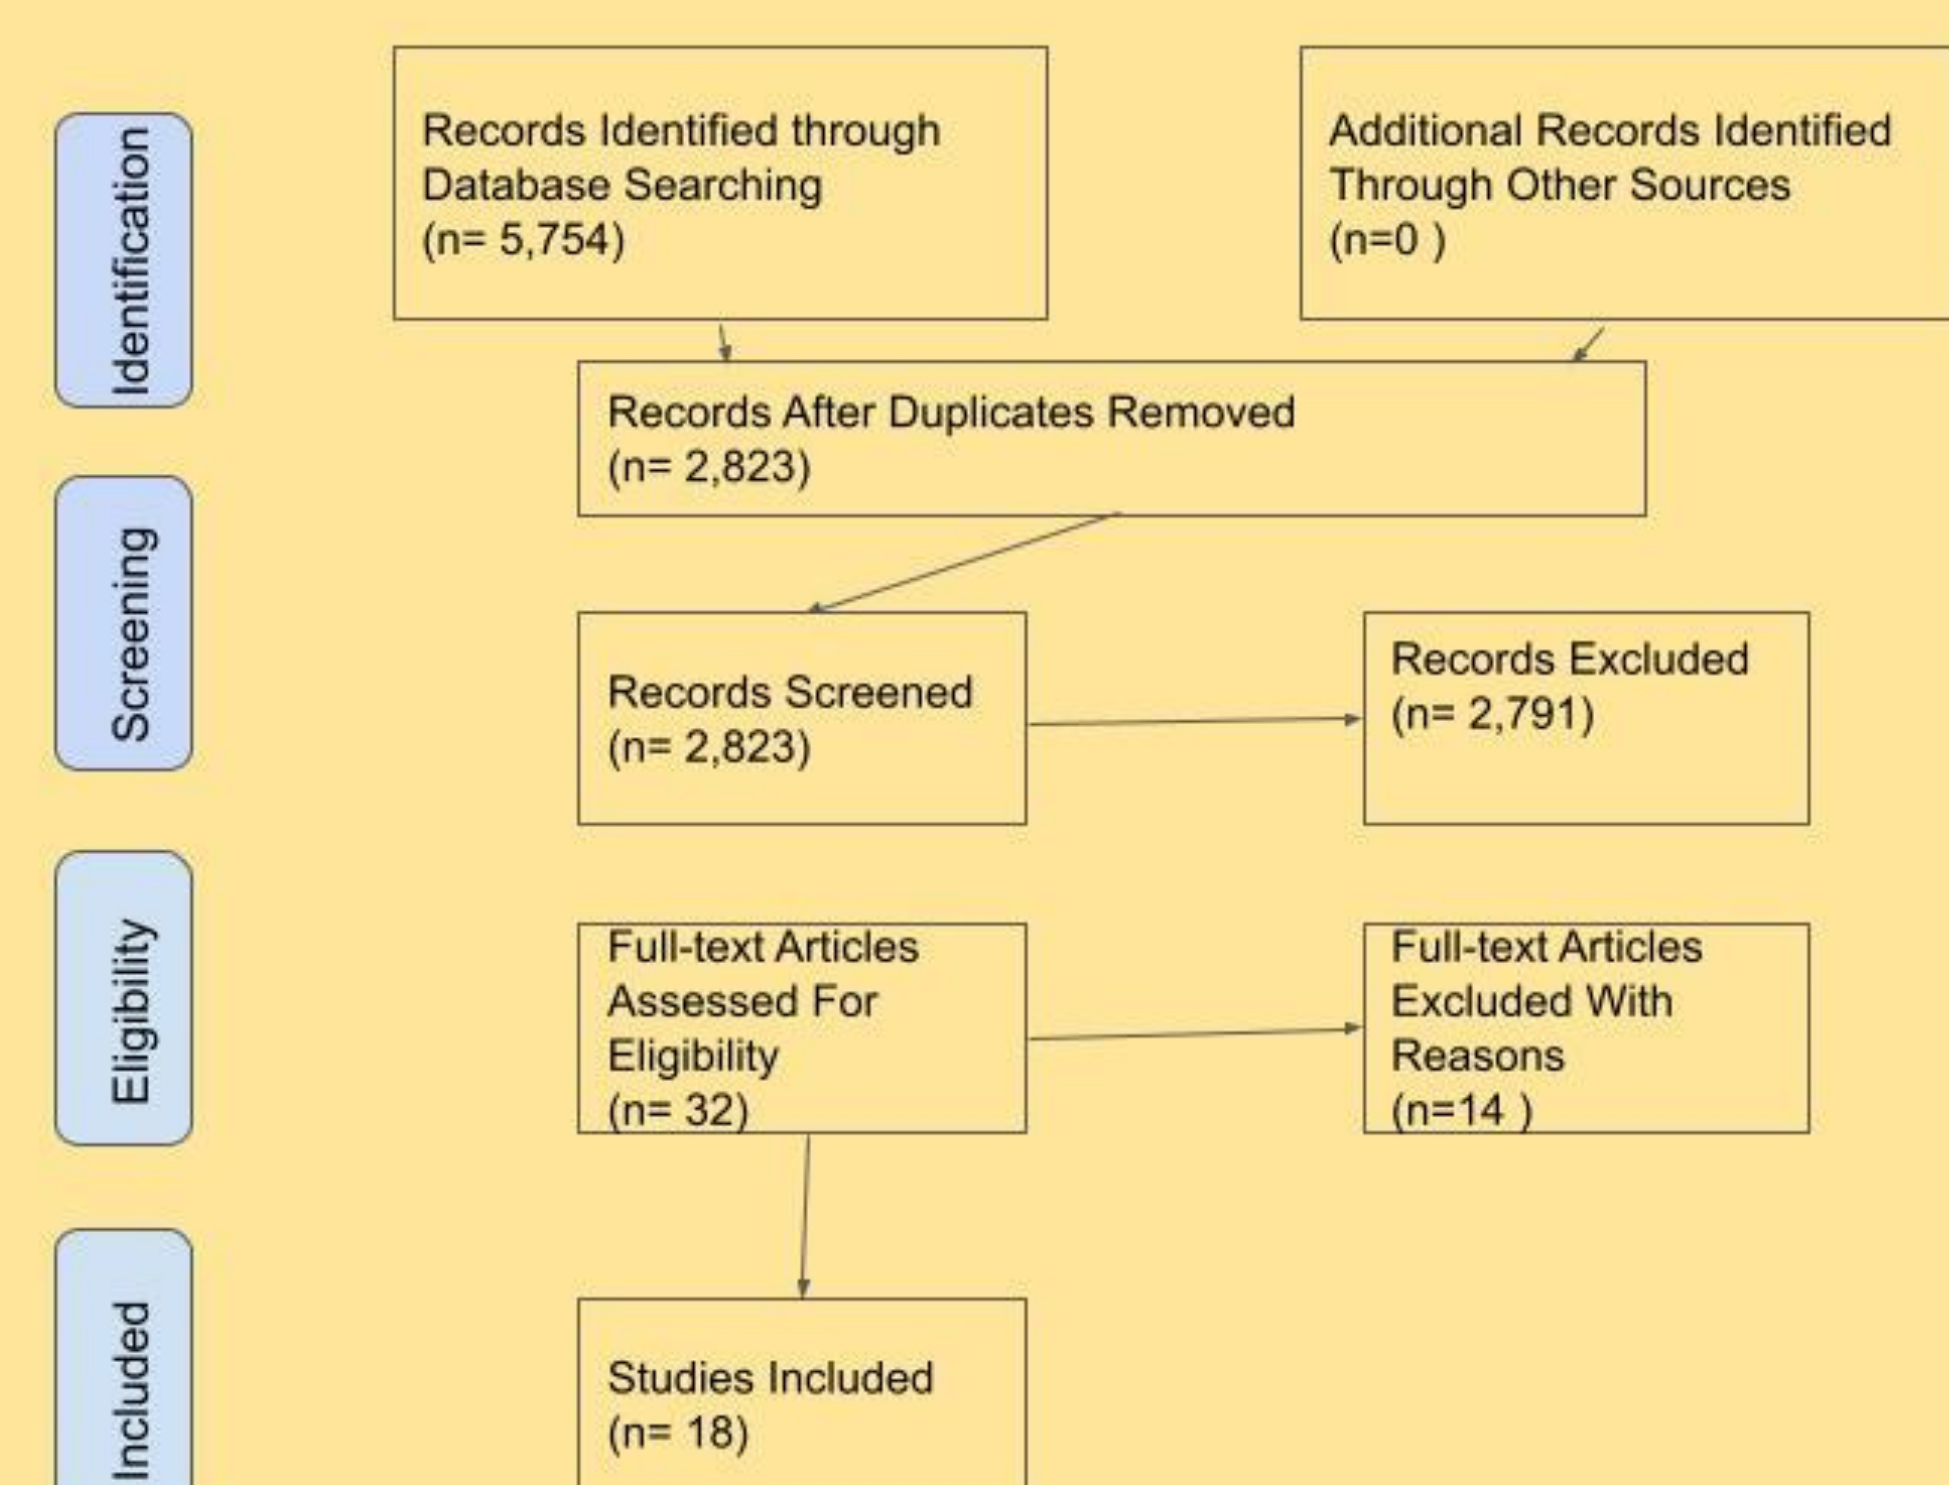 Identification
Records Identified through
Database Searching
(n= 5,754)
Additional Records Identified
Through Other Sources
(n=0 )
Records After Duplicates Removed
(n= 2,823)
Screening
Records Screened
(n= 2,823)
Records Excluded
(n= 2,791)
Eligibility
Full-text Articles
Assessed For
Eligibility
(n= 32)
Full-text Articles
Excluded With
Reasons
(n=14 )
Included
Studies Included
(n= 18)